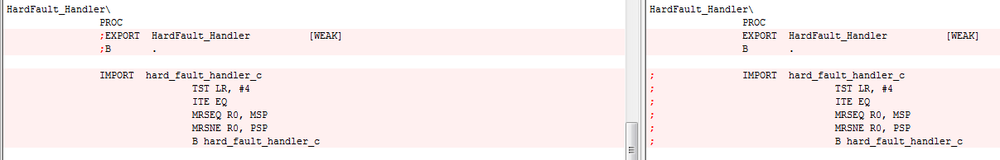 HardFault_Handler\
PROC
;EXPORT HardFault_Handler [WEAK]
;B .
IMPORT hard_fault_handler_c
TST LR, #4
ITE EQ
MRSEQ R0, MSP
MRSNE R0, PSP
B hard_fault_handler_c
HardFault_Handler\
PROC
EXPORT HardFault_Handler [WEAK]
B .
; IMPORT hard_fault_handler_c
; TST LR, #4
; ITE EQ
; MRSEQ R0, MSP
; MRSNE R0, PSP
; B hard_fault_handler_c